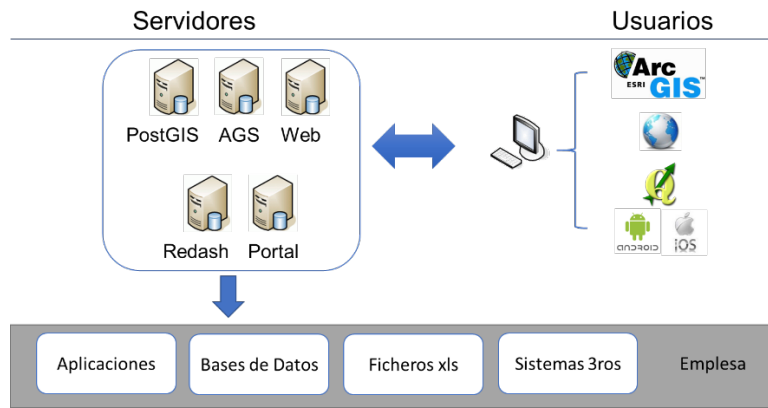 Servidores
Usuarios
Arc
ESRI
GIS™
PostGIS
AGS
Web
Redash
Portal
ANDROID
iOS
Aplicaciones
Bases de Datos
Ficheros xls
Sistemas 3ros
Emplesa